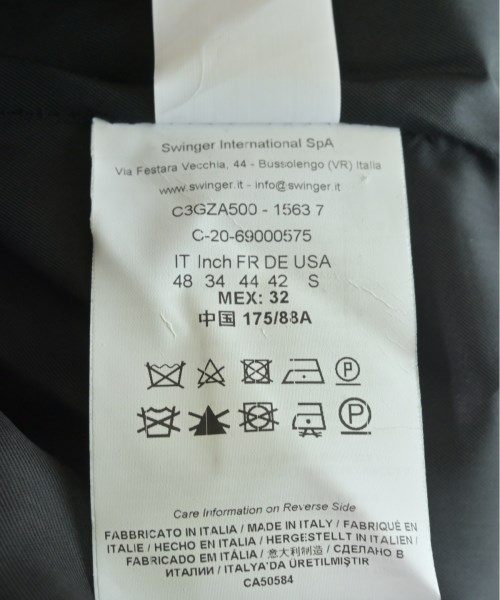 Swinger International SpA
Via Festara Vecchia, 44 - Bussolengo (VR) Italia
www.swinger.it - info@swinger.it
C3GZA500 - 1563 7
C-20-69000575
IT Inch FR DE USA
48 34 44 42 S
MEX: 32
中国 175/88A
P
P
Care Information on Reverse Side
FABBRICATO IN ITALIA / MADE IN ITALY / FABRIQUÉ EN
ITALIE / HECHO EN ITALIA / HERGESTELLT IN ITALIEN /
FABRICADO EM ITÁLIA / 意大利制造 / СДЕЛАНО В
ИТАЛИИ / ITALYA'DA ÜRETILMIŞTIR
CA50584